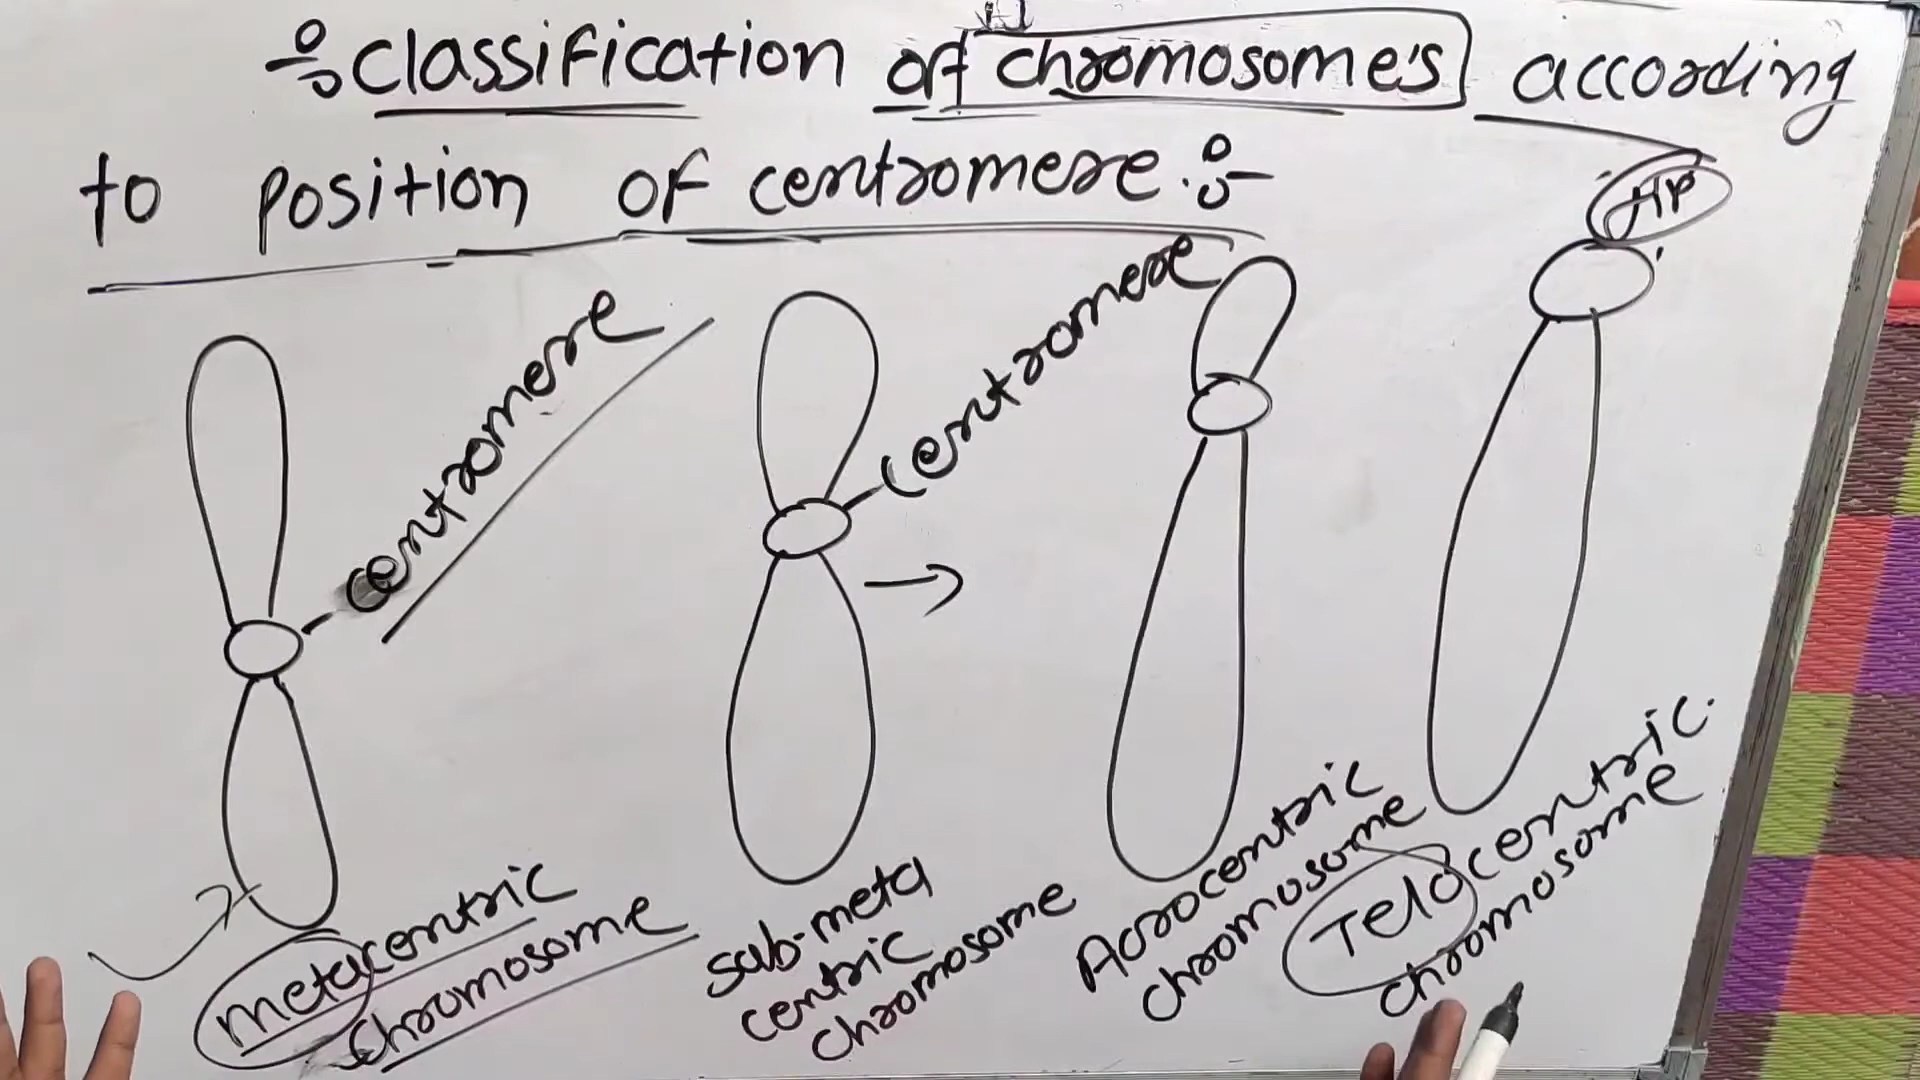 ÷ classification of chromosome's according
to position of centromere :-
centromere
centromere
metacentric
chromosome
sub-meta
centric
chromosome
Acrocentric
chromosome
Telocentric
chromosome